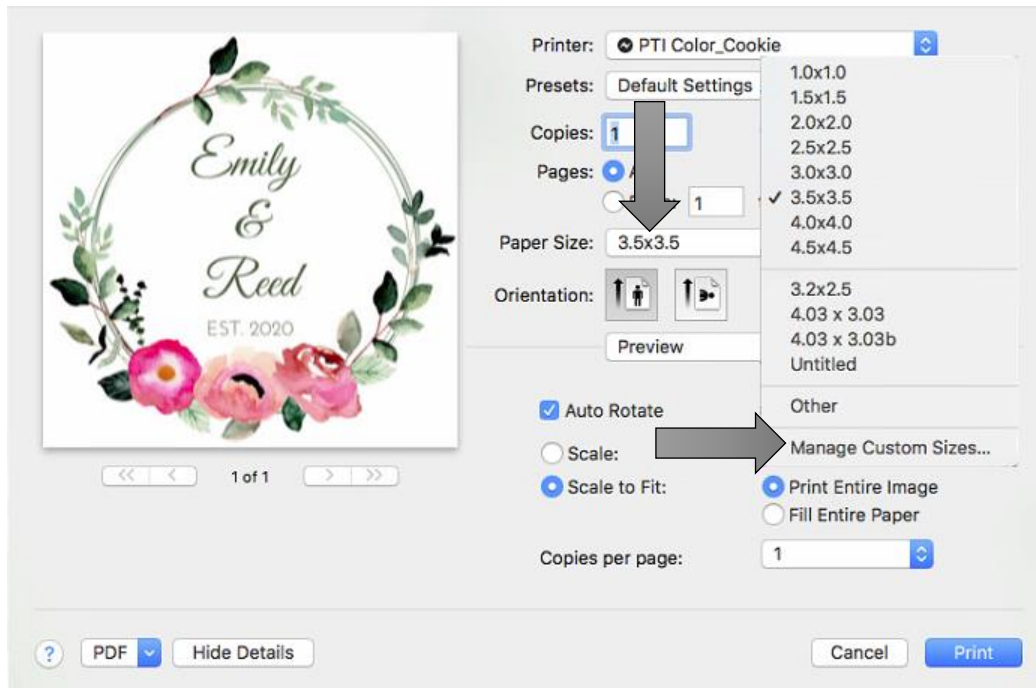 Emily
&
Reed
EST. 2020
<< < 1 of 1 > >>
Printer: PTI Color_Cookie
Presets: Default Settings
Copies: 1
Pages:
1
Paper Size: 3.5x3.5
Orientation:
Preview
1.0x1.0
1.5x1.5
2.0x2.0
2.5x2.5
3.0x3.0
✓ 3.5x3.5
4.0x4.0
4.5x4.5
3.2x2.5
4.03 x 3.03
4.03 x 3.03b
Untitled
Other
Manage Custom Sizes...
Auto Rotate
Scale:
Scale to Fit: Print Entire Image
Fill Entire Paper
Copies per page: 1
? PDF Hide Details Cancel Print